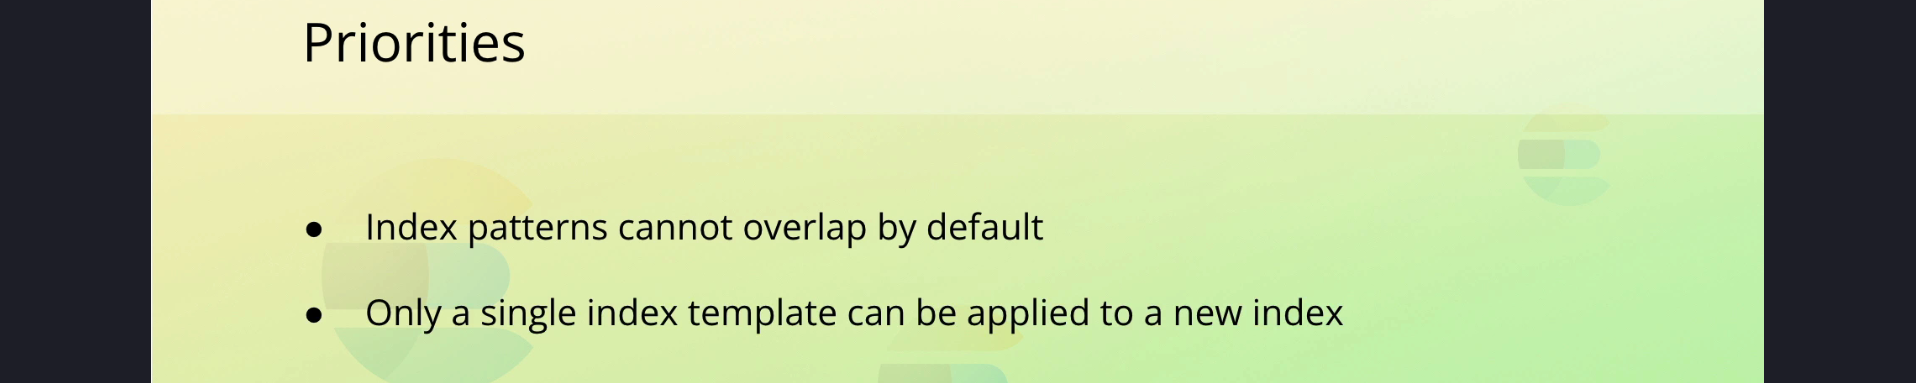 Priorities
● Index patterns cannot overlap by default
● Only a single index template can be applied to a new index